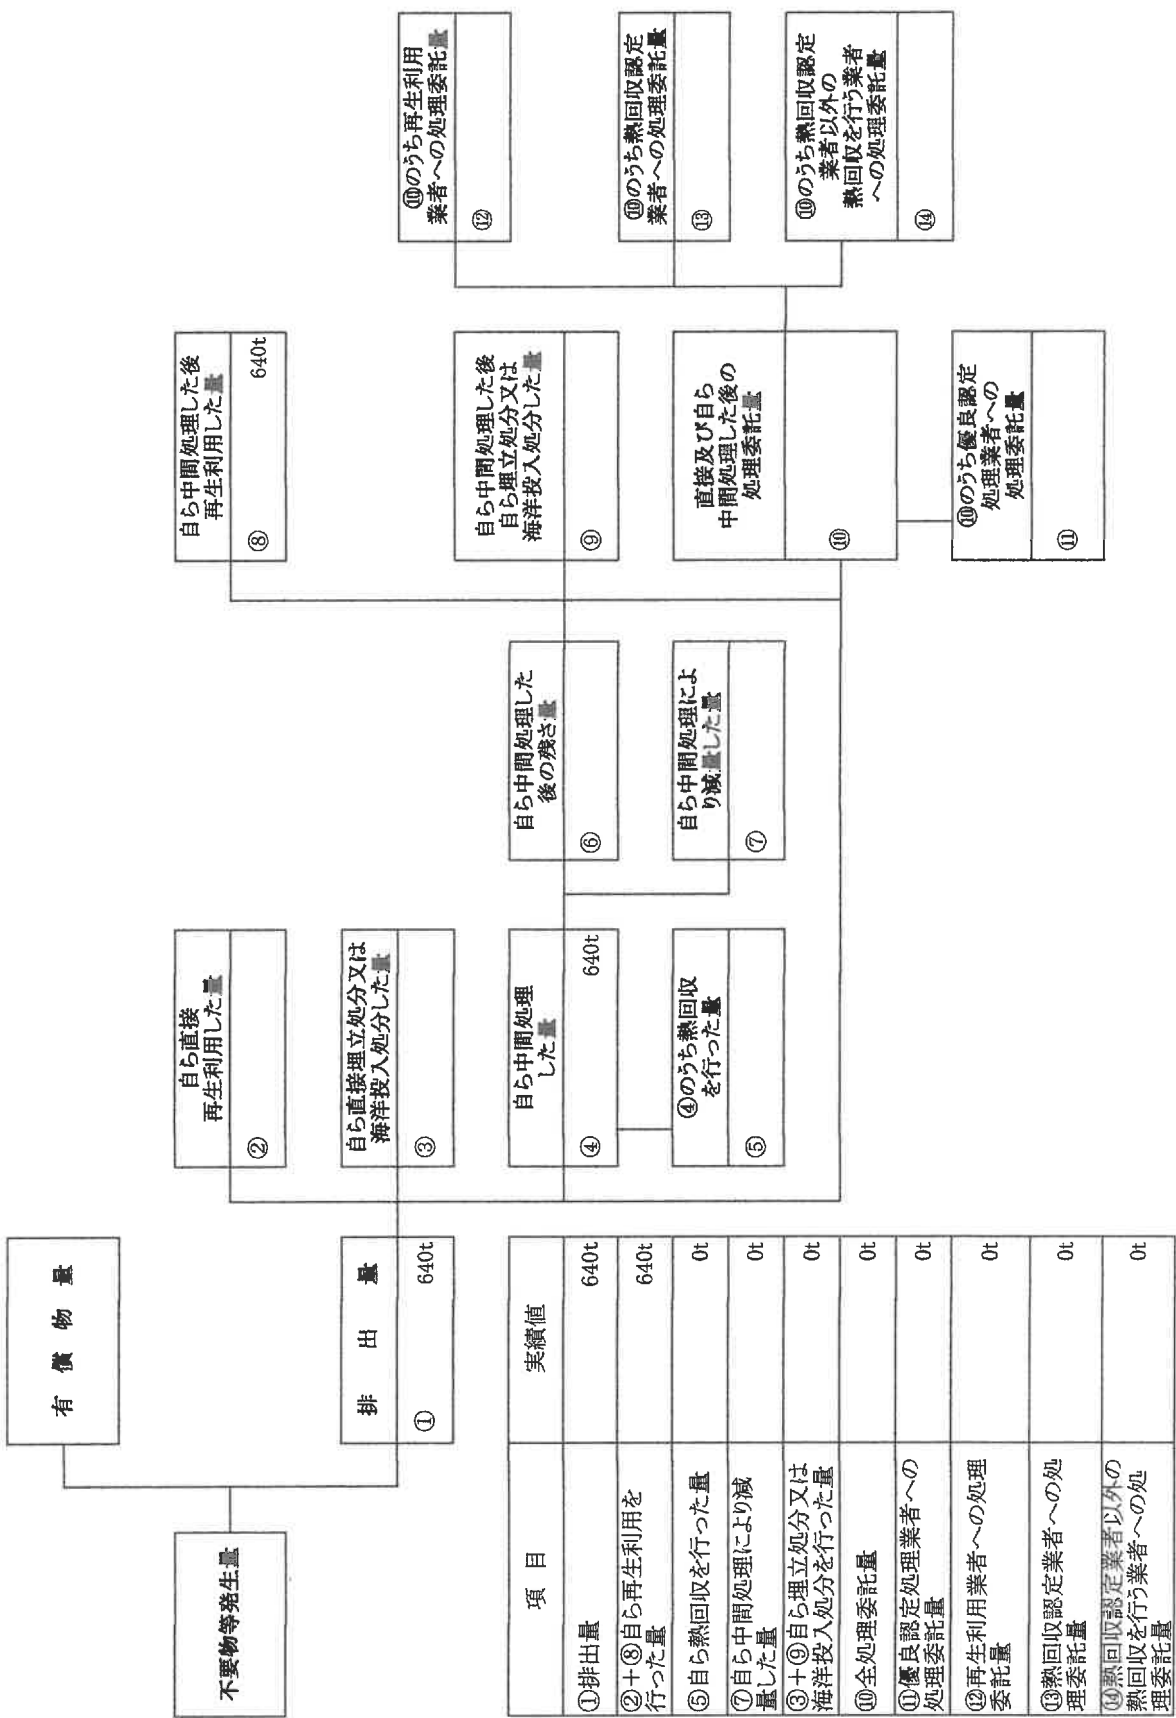 不要物等発生量
有償物量
排出量
① 640t
自ら直接
再生利用した量
②
自ら直接埋立処分又は
海洋投入処分した量
③
自ら中間処理
した量
④ 640t
④のうち熱回収
を行った量
⑤
自ら中間処理した
後の残さ量
⑥
自ら中間処理によ
り減量した量
⑦
自ら中間処理した後
再生利用した量
⑧ 640t
自ら中間処理した後
自ら埋立処分又は
海洋投入処分した量
⑨
直接及び自ら
中間処理した後の
処理委託量
⑩
⑩のうち優良認定
処理業者への
処理委託量
⑪
⑩のうち再生利用
業者への処理委託量
⑫
⑩のうち熱回収認定
業者への処理委託量
⑬
⑩のうち熱回収認定
業者以外の
熱回収を行う業者
への処理委託量
⑭
項目 実績値
①排出量 640t
②+⑧自ら再生利用を
行った量 640t
⑤自ら熱回収を行った量 0t
⑦自ら中間処理により減
量した量 0t
③+⑨自ら埋立処分又は
海洋投入処分を行った量 0t
⑩全処理委託量 0t
⑪優良認定処理業者への
処理委託量 0t
⑫再生利用業者への処理
委託量 0t
⑬熱回収認定業者への処
理委託量 0t
⑭熱回収認定業者以外の
熱回収を行う業者への処
理委託量 0t